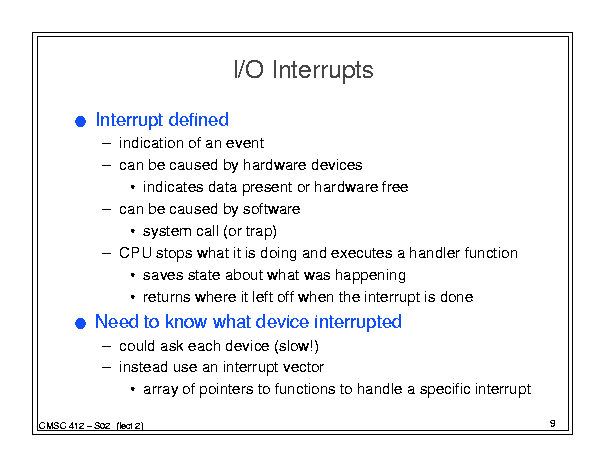 I/O Interrupts
● Interrupt defined
– indication of an event
– can be caused by hardware devices
• indicates data present or hardware free
– can be caused by software
• system call (or trap)
– CPU stops what it is doing and executes a handler function
• saves state about what was happening
• returns where it left off when the interrupt is done
● Need to know what device interrupted
– could ask each device (slow!)
– instead use an interrupt vector
• array of pointers to functions to handle a specific interrupt
CMSC 412 – S02 (lect 2)
9